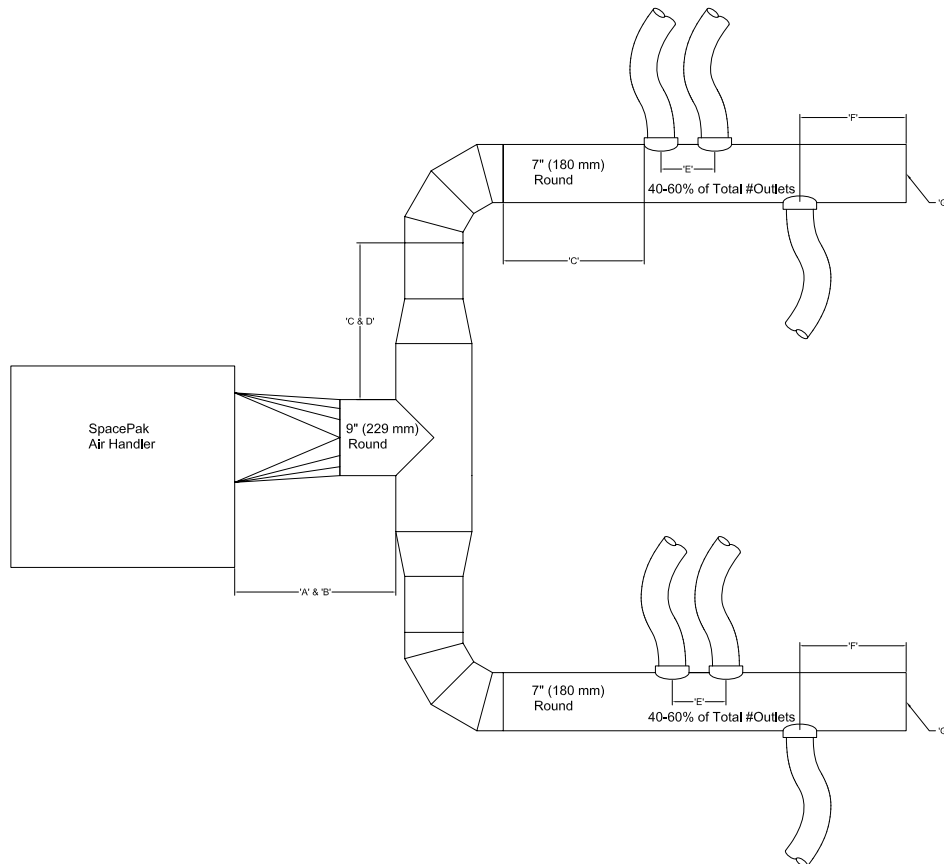 'F'
7" (180 mm)
Round
'E'
40-60% of Total #Outlets
'C'
'C & D'
SpacePak
Air Handler
9" (229 mm)
Round
'A' & 'B'
'F'
7" (180 mm)
Round
'E'
40-60% of Total #Outlets